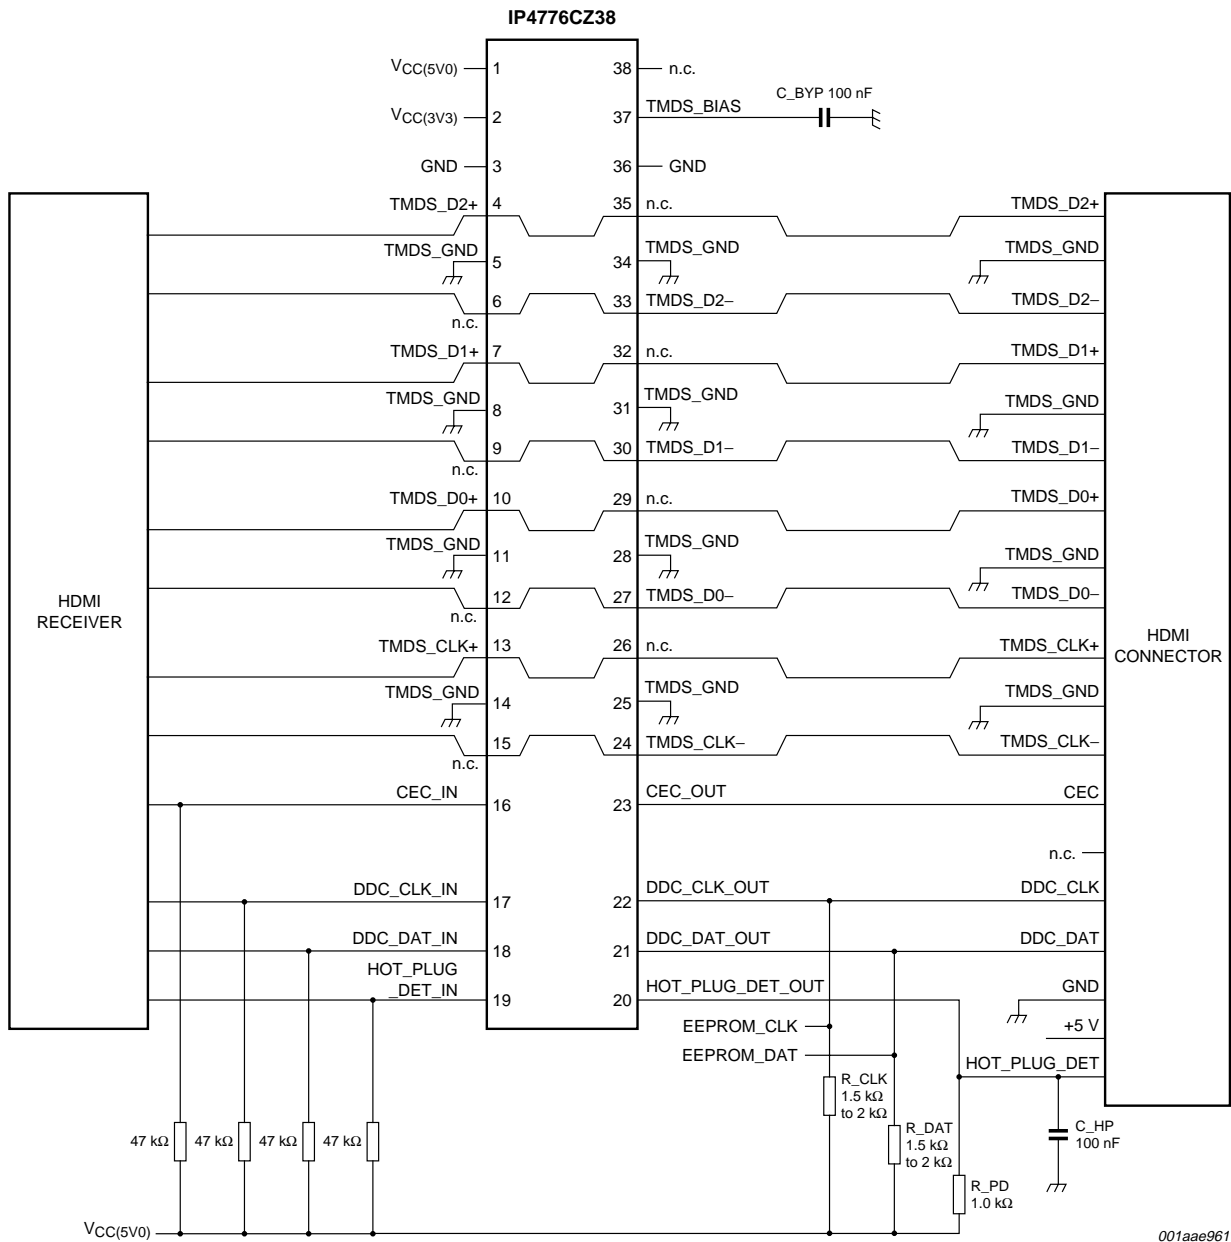 IP4776CZ38
VCC(5V0) 1 38 n.c.
C_BYP 100 nF
VCC(3V3) 2 37 TMDS_BIAS
GND 3 36 GND
TMDS_D2+ 4 35 n.c. TMDS_D2+
TMDS_GND 5 34 TMDS_GND TMDS_GND
n.c. 6 33 TMDS_D2− TMDS_D2−
TMDS_D1+ 7 32 n.c. TMDS_D1+
TMDS_GND 8 31 TMDS_GND TMDS_GND
n.c. 9 30 TMDS_D1− TMDS_D1−
TMDS_D0+ 10 29 n.c. TMDS_D0+
TMDS_GND 11 28 TMDS_GND TMDS_GND
n.c. 12 27 TMDS_D0− TMDS_D0−
HDMI
RECEIVER
TMDS_CLK+ 13 26 n.c. TMDS_CLK+
HDMI
CONNECTOR
TMDS_GND 14 25 TMDS_GND TMDS_GND
n.c. 15 24 TMDS_CLK− TMDS_CLK−
CEC_IN 16 23 CEC_OUT CEC
n.c.
DDC_CLK_IN 17 22 DDC_CLK_OUT DDC_CLK
DDC_DAT_IN 18 21 DDC_DAT_OUT DDC_DAT
HOT_PLUG
_DET_IN 19 20 HOT_PLUG_DET_OUT GND
EEPROM_CLK +5 V
EEPROM_DAT
HOT_PLUG_DET
R_CLK
1.5 kΩ
to 2 kΩ
47 kΩ 47 kΩ 47 kΩ 47 kΩ
R_DAT
1.5 kΩ
to 2 kΩ
C_HP
100 nF
R_PD
1.0 kΩ
VCC(5V0)
001aae961